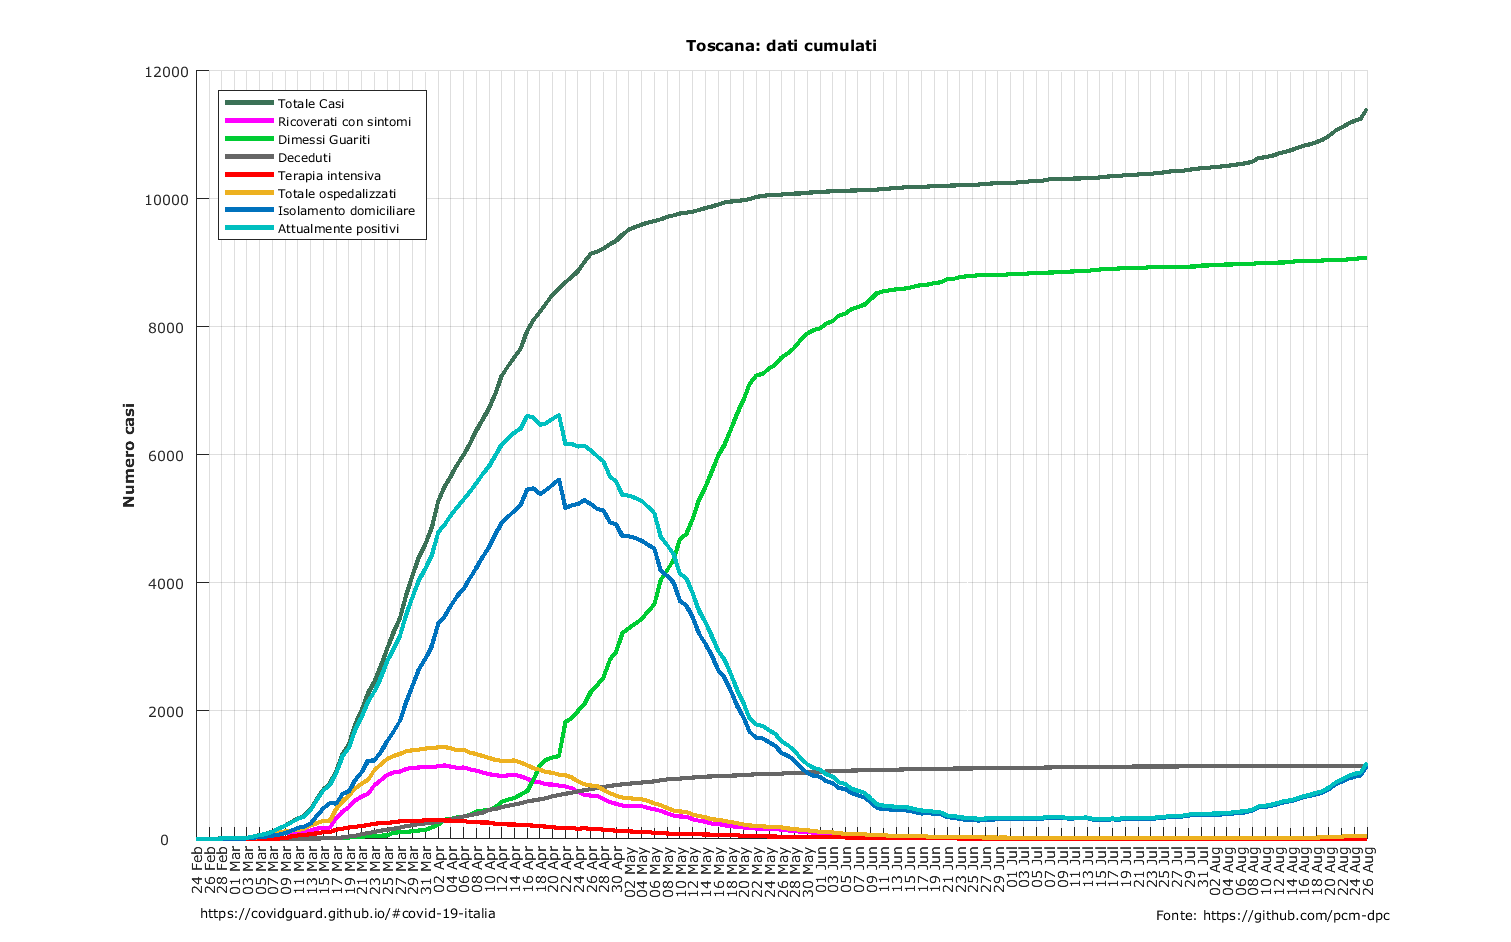 Toscana: dati cumulati
12000
10000
8000
6000
4000
2000
0
Numero casi
Totale Casi
Ricoverati con sintomi
Dimessi Guariti
Deceduti
Terapia intensiva
Totale ospedalizzati
Isolamento domiciliare
Attualmente positivi
24 Feb
26 Feb
28 Feb
01 Mar
03 Mar
05 Mar
07 Mar
09 Mar
11 Mar
13 Mar
15 Mar
17 Mar
19 Mar
21 Mar
23 Mar
25 Mar
27 Mar
29 Mar
31 Mar
02 Apr
04 Apr
06 Apr
08 Apr
10 Apr
12 Apr
14 Apr
16 Apr
18 Apr
20 Apr
22 Apr
24 Apr
26 Apr
28 Apr
30 Apr
02 May
04 May
06 May
08 May
10 May
12 May
14 May
16 May
18 May
20 May
22 May
24 May
26 May
28 May
30 May
01 Jun
03 Jun
05 Jun
07 Jun
09 Jun
11 Jun
13 Jun
15 Jun
17 Jun
19 Jun
21 Jun
23 Jun
25 Jun
27 Jun
29 Jun
01 Jul
03 Jul
05 Jul
07 Jul
09 Jul
11 Jul
13 Jul
15 Jul
17 Jul
19 Jul
21 Jul
23 Jul
25 Jul
27 Jul
29 Jul
31 Jul
02 Aug
04 Aug
06 Aug
08 Aug
10 Aug
12 Aug
14 Aug
16 Aug
18 Aug
20 Aug
22 Aug
24 Aug
26 Aug
https://covidguard.github.io/#covid-19-italia
Fonte: https://github.com/pcm-dpc